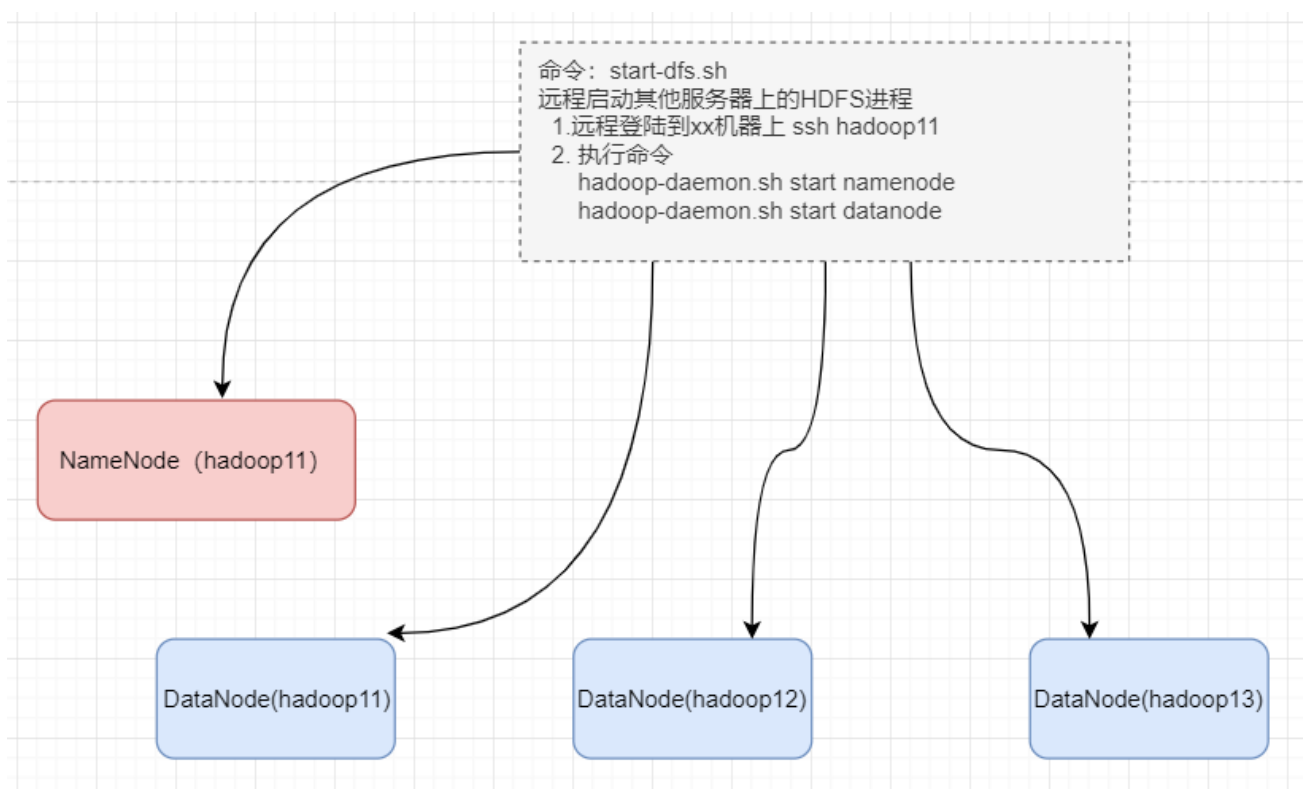 命令：start-dfs.sh
远程启动其他服务器上的HDFS进程
1.远程登陆到xx机器上 ssh hadoop11
2. 执行命令
hadoop-daemon.sh start namenode
hadoop-daemon.sh start datanode
NameNode（hadoop11）
DataNode(hadoop11)
DataNode(hadoop12)
DataNode(hadoop13)